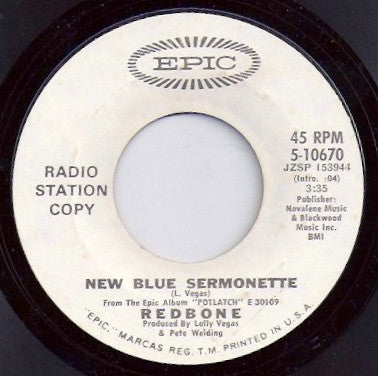 EPIC
RADIO
STATION
COPY
45 RPM
5-10670
JZSP 153944
(Intro. :04)
3:35
Publisher:
Novalene Music &
Blackwood
Music Inc.
BMI
NEW BLUE SERMONETTE
(L. Vegas)
From The Epic Album "POTLATCH" E 30109
REDBONE
Produced By Lolly Vegas
& Pete Welding
"EPIC," MARCAS REG. T.M. PRINTED IN U.S.A.